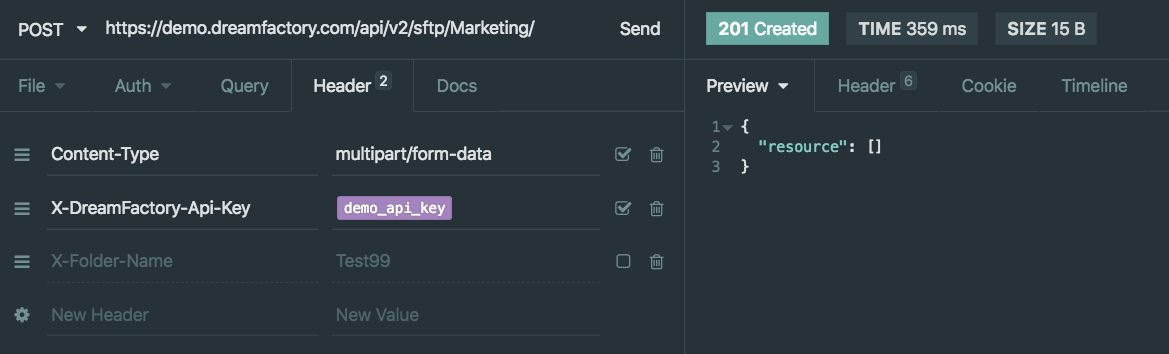 POST https://demo.dreamfactory.com/api/v2/sftp/Marketing/ Send
201 Created TIME 359 ms SIZE 15 B
File Auth Query Header 2 Docs
Preview Header 6 Cookie Timeline
Content-Type multipart/form-data
X-DreamFactory-Api-Key demo_api_key
X-Folder-Name Test99
New Header New Value
1 {
2 "resource": []
3 }